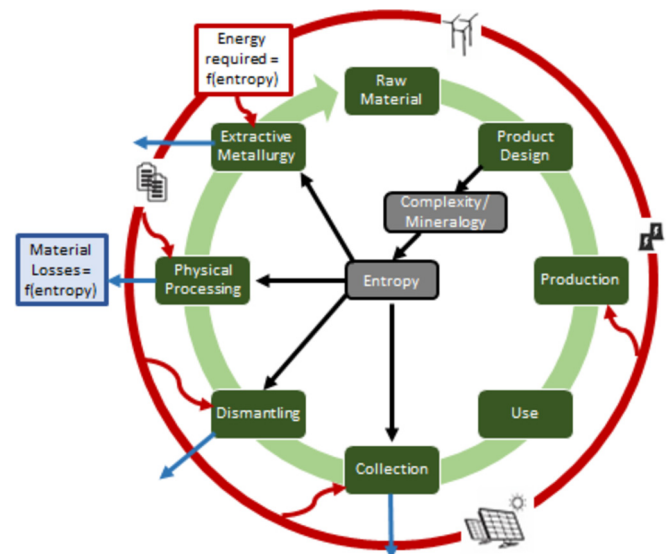 Energy
required =
f(entropy)
Raw
Material
Extractive
Metallurgy
Product
Design
Complexity/
Mineralogy
Material
Losses=
f(entropy)
Physical
Processing
Entropy
Production
Dismantling
Use
Collection